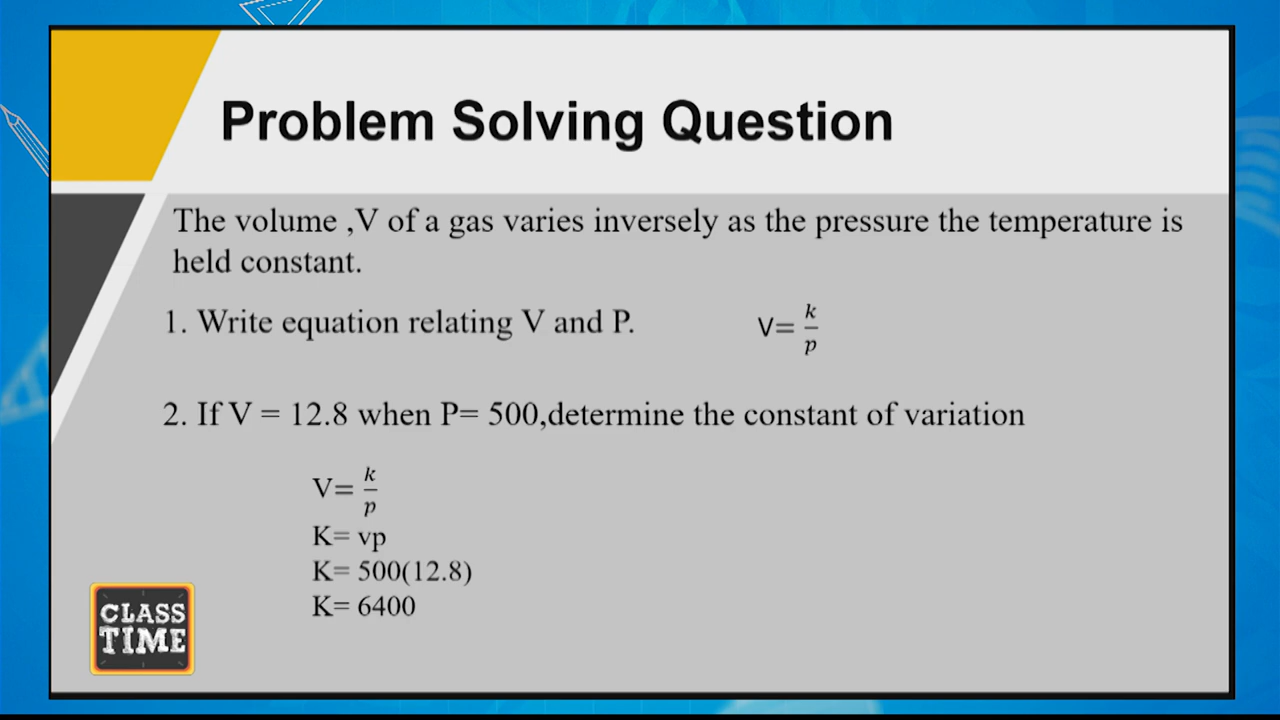 Problem Solving Question
The volume ,V of a gas varies inversely as the pressure the temperature is
held constant.
1. Write equation relating V and P. V= k/p
2. If V = 12.8 when P= 500,determine the constant of variation
V= k/p
K= vp
K= 500(12.8)
K= 6400
CLASS
TIME